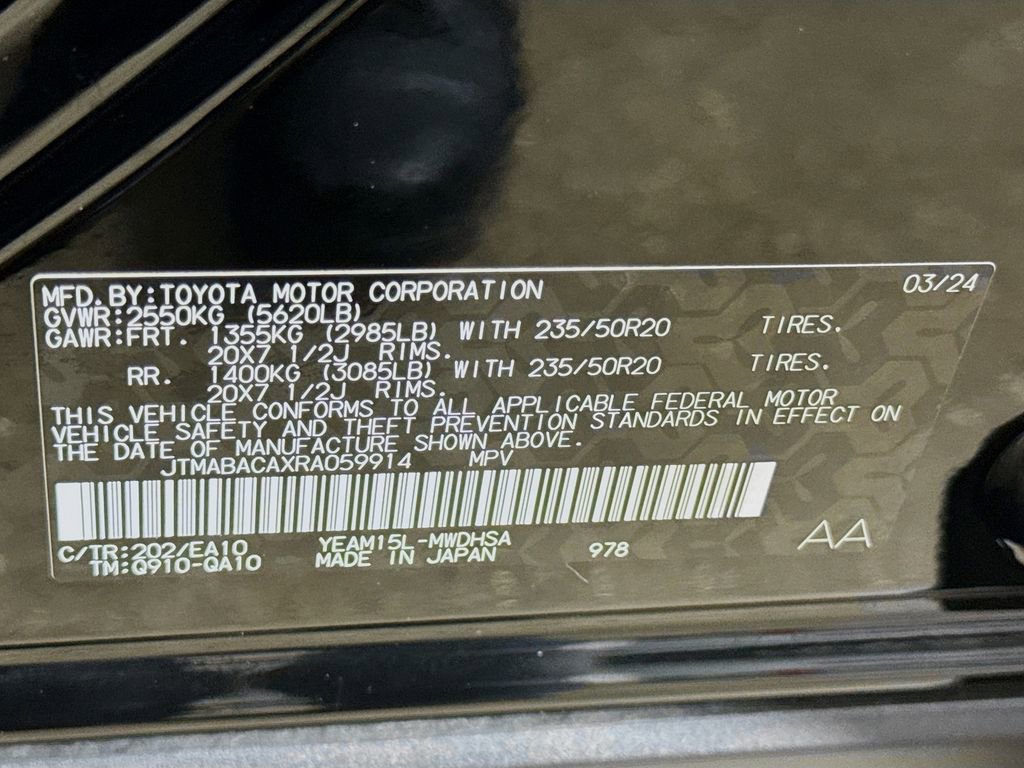 MFD.BY:TOYOTA MOTOR CORPORATION 03/24
GVWR:2550KG (5620LB)
GAWR:FRT. 1355KG (2985LB) WITH 235/50R20 TIRES.
20X7 1/2J RIMS.
RR. 1400KG (3085LB) WITH 235/50R20 TIRES.
20X7 1/2J RIMS.
THIS VEHICLE CONFORMS TO ALL APPLICABLE FEDERAL MOTOR
VEHICLE SAFETY AND THEFT PREVENTION STANDARDS IN EFFECT ON
THE DATE OF MANUFACTURE SHOWN ABOVE.
JTMABACAXRA059914 MPV
C/TR:202/EA10 YEAM15L-MWDHSA 978 AA
TM:Q910-QA10 MADE IN JAPAN